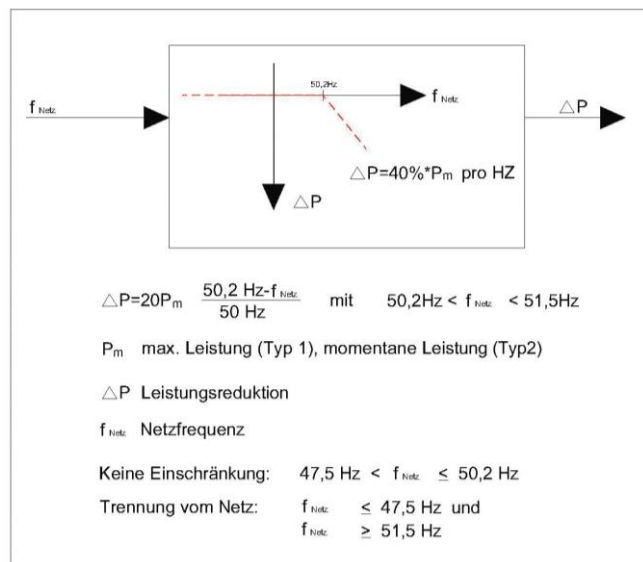 50,2Hz
f Netz
f Netz
△P
△P=40%*Pm pro HZ
△P
△P=20Pm 50,2 Hz-f Netz / 50 Hz mit 50,2Hz < f Netz < 51,5Hz
Pm max. Leistung (Typ 1), momentane Leistung (Typ2)
△P Leistungsreduktion
f Netz Netzfrequenz
Keine Einschränkung: 47,5 Hz < f Netz ≤ 50,2 Hz
Trennung vom Netz: f Netz ≤ 47,5 Hz und
f Netz ≥ 51,5 Hz